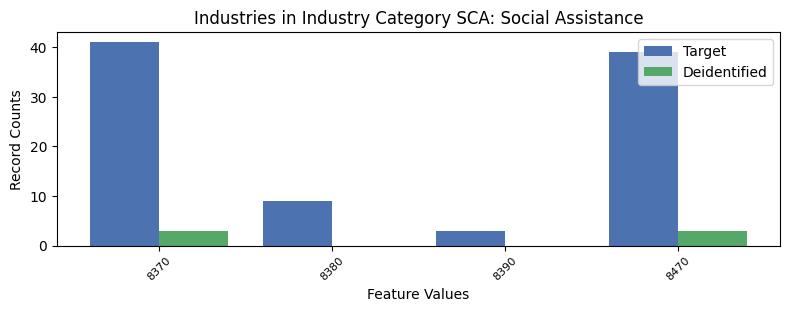 Industries in Industry Category SCA: Social Assistance
Target
Deidentified
Record Counts
40
30
20
10
0
8370
8380
8390
8470
Feature Values